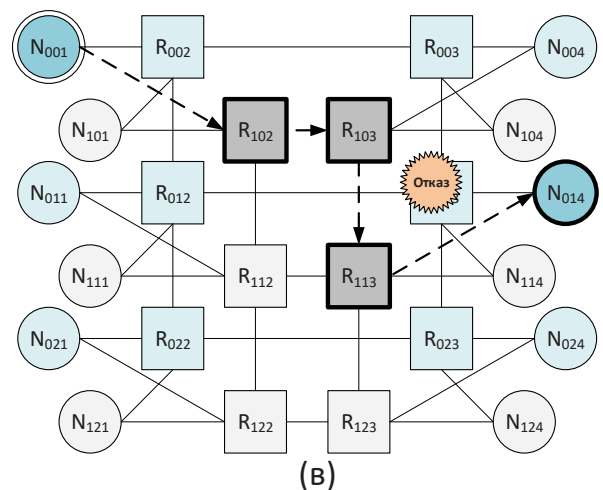 N001 R002 R003 N004
N101 R102 R103 N104
N011 R012 Отказ N014
N111 R112 R113 N114
N021 R022 R023 N024
N121 R122 R123 N124
(в)